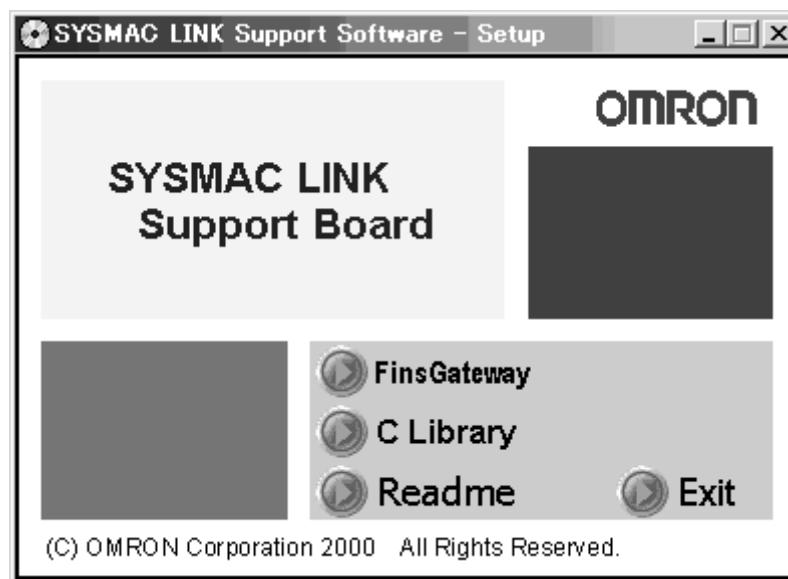 SYSMAC LINK Support Software - Setup
OMRON
SYSMAC LINK
Support Board
FinsGateway
C Library
Readme
Exit
(C) OMRON Corporation 2000 All Rights Reserved.